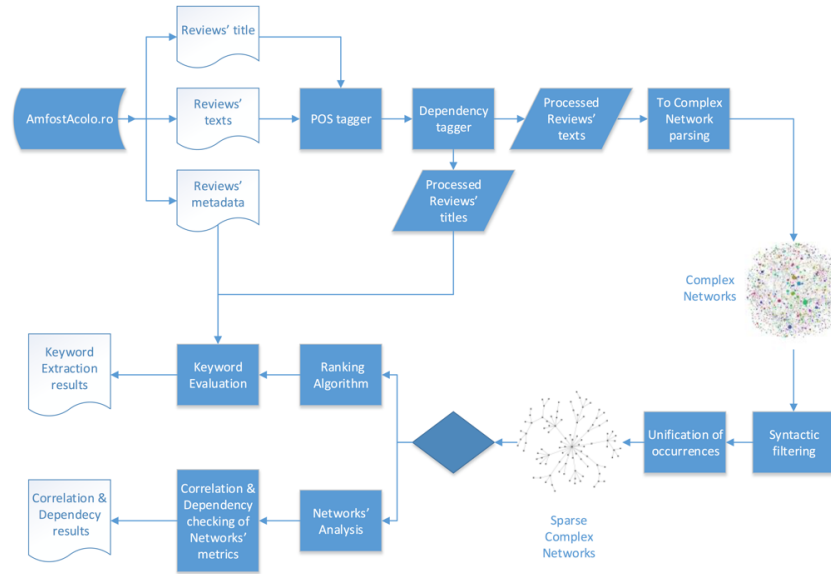 Reviews' title
AmfostAcolo.ro
Reviews'
texts
POS tagger
Dependency
tagger
Processed
Reviews'
texts
To Complex
Network
parsing
Reviews'
metadata
Processed
Reviews'
titles
Complex
Networks
Keyword
Extraction
results
Keyword
Evaluation
Ranking
Algorithm
Unification of
occurrences
Syntactic
filtering
Correlation &
Dependecy
results
Correlation &
Dependency
checking of
Networks'
metrics
Networks'
Analysis
Sparse
Complex
Networks